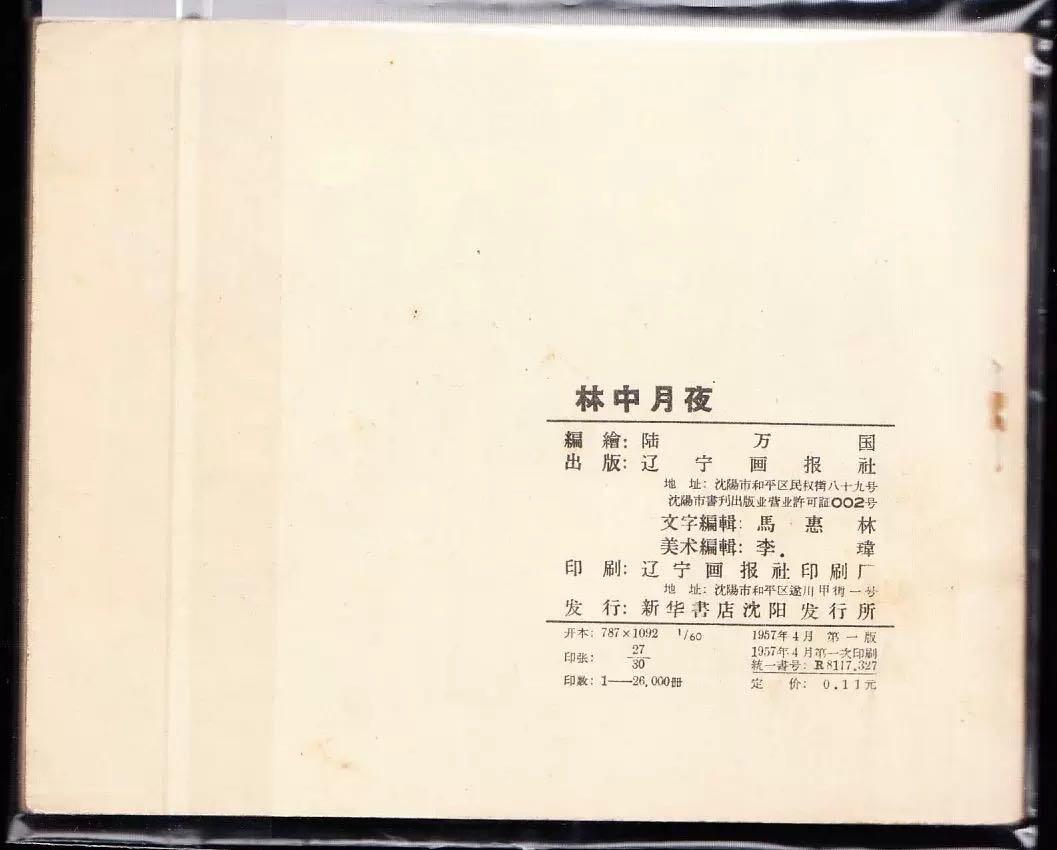 林中月夜
編 繪: 陆 万 国
出 版: 辽 宁 画 报 社
地 址: 沈陽市和平区民权街八十九号
沈陽市書刊出版业营业許可証002号
文字編輯: 馬 惠 林
美术編輯: 李 瑋
印 刷: 辽 宁 画 报 社 印 刷 厂
地 址: 沈陽市和平区遂川甲街一号
发 行: 新 华 書 店 沈 阳 发 行 所
开本: 787×1092 1/60 1957年4月 第一版
印张: 27/30 1957年4月第一次印刷
統一書号: R8117.327
印数: 1——26,000册 定 价: 0.11元